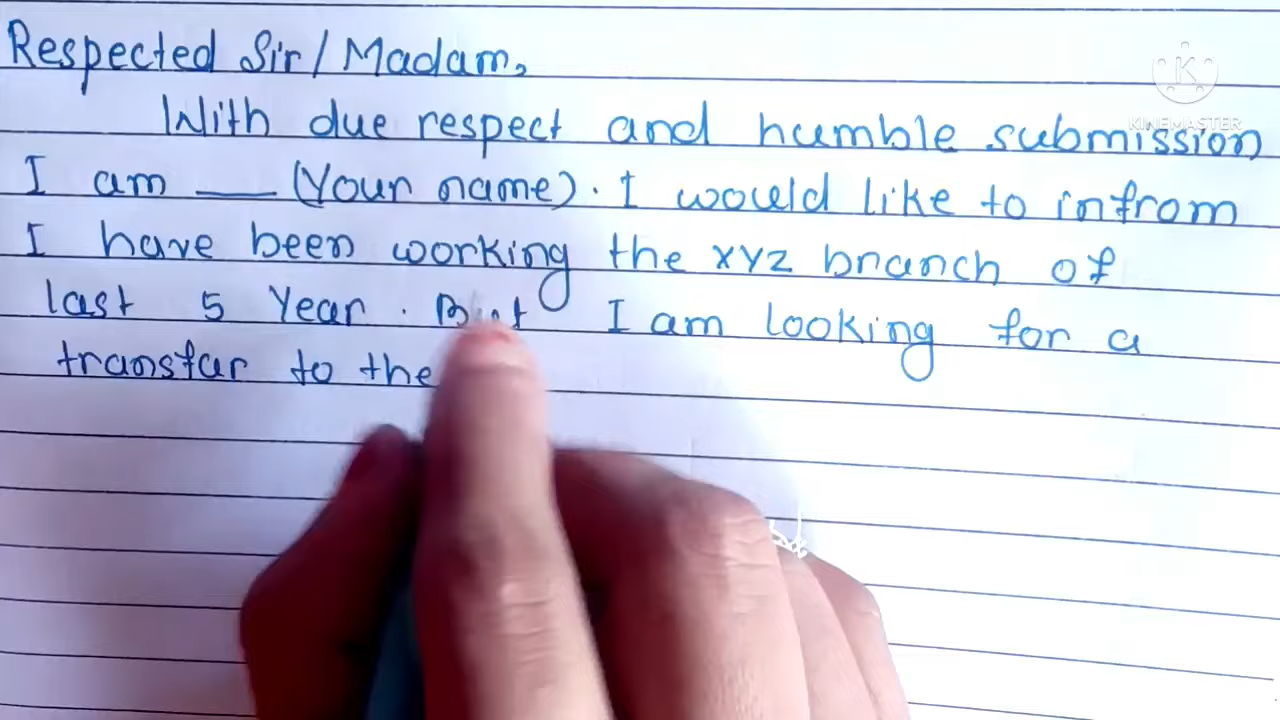 Respected Sir/Madam,
With due respect and humble submission
I am ___ (Your name). I would like to infrom
I have been working the XYZ branch of
last 5 Year. But I am looking for a
transfar to the
KINEMASTER